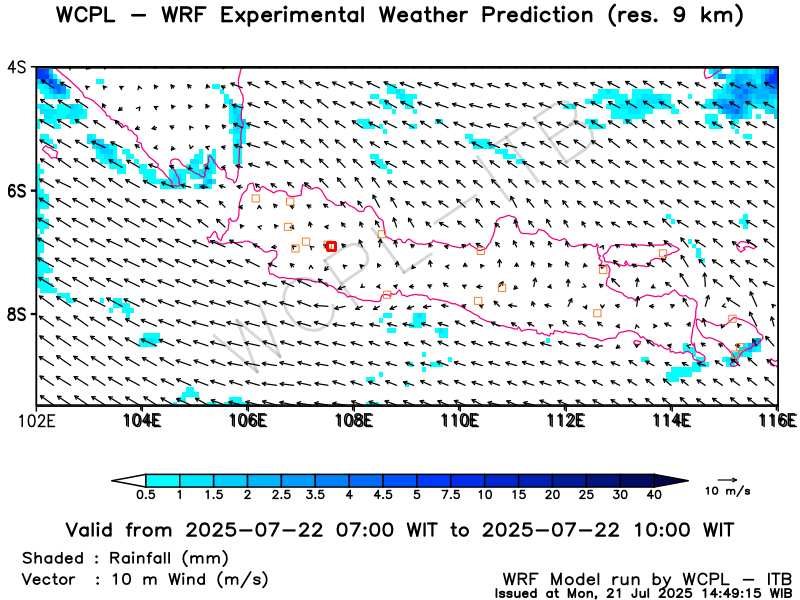 WCPL – WRF Experimental Weather Prediction (res. 9 km)
4S
6S
8S
WCPL-ITB
102E 104E 106E 108E 110E 112E 114E 116E
0.5 1 1.5 2 2.5 3.5 4 4.5 5 7.5 10 15 20 25 30 40
10 m/s
Valid from 2025-07-22 07:00 WIT to 2025-07-22 10:00 WIT
Shaded : Rainfall (mm)
Vector : 10 m Wind (m/s)
WRF Model run by WCPL – ITB
Issued at Mon, 21 Jul 2025 14:49:15 WIB